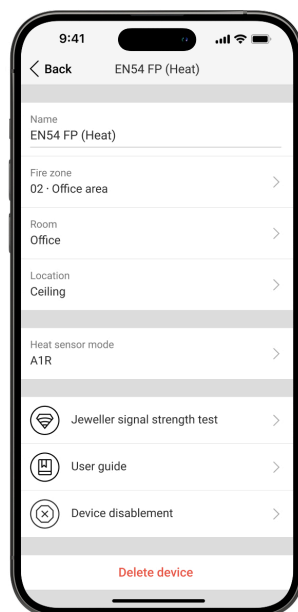 9:41
Back
EN54 FP (Heat)
Name
EN54 FP (Heat)
Fire zone
02 · Office area
Room
Office
Location
Ceiling
Heat sensor mode
A1R
Jeweller signal strength test
User guide
Device disablement
Delete device